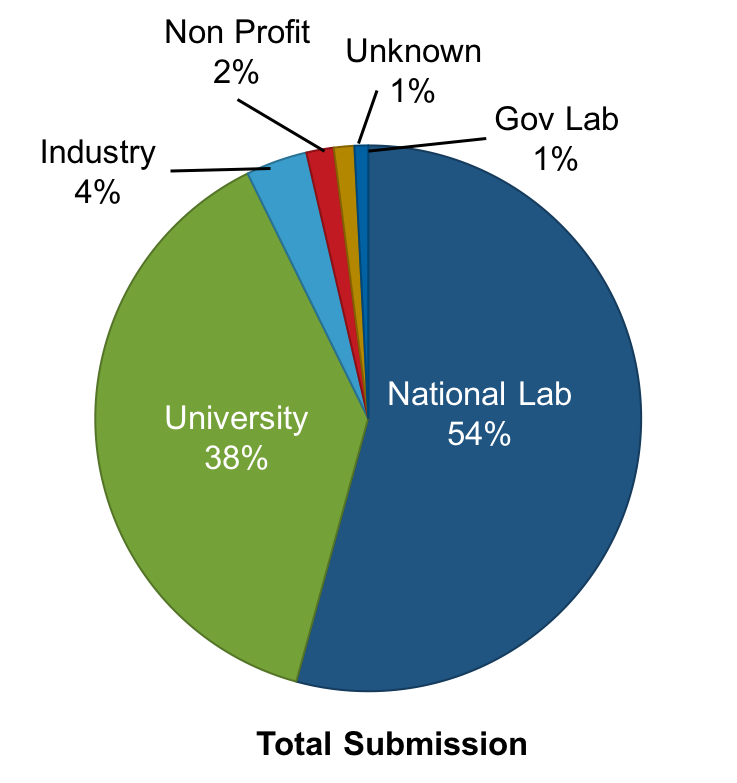 Non Profit
2%
Unknown
1%
Gov Lab
1%
Industry
4%
National Lab
54%
University
38%
Total Submission